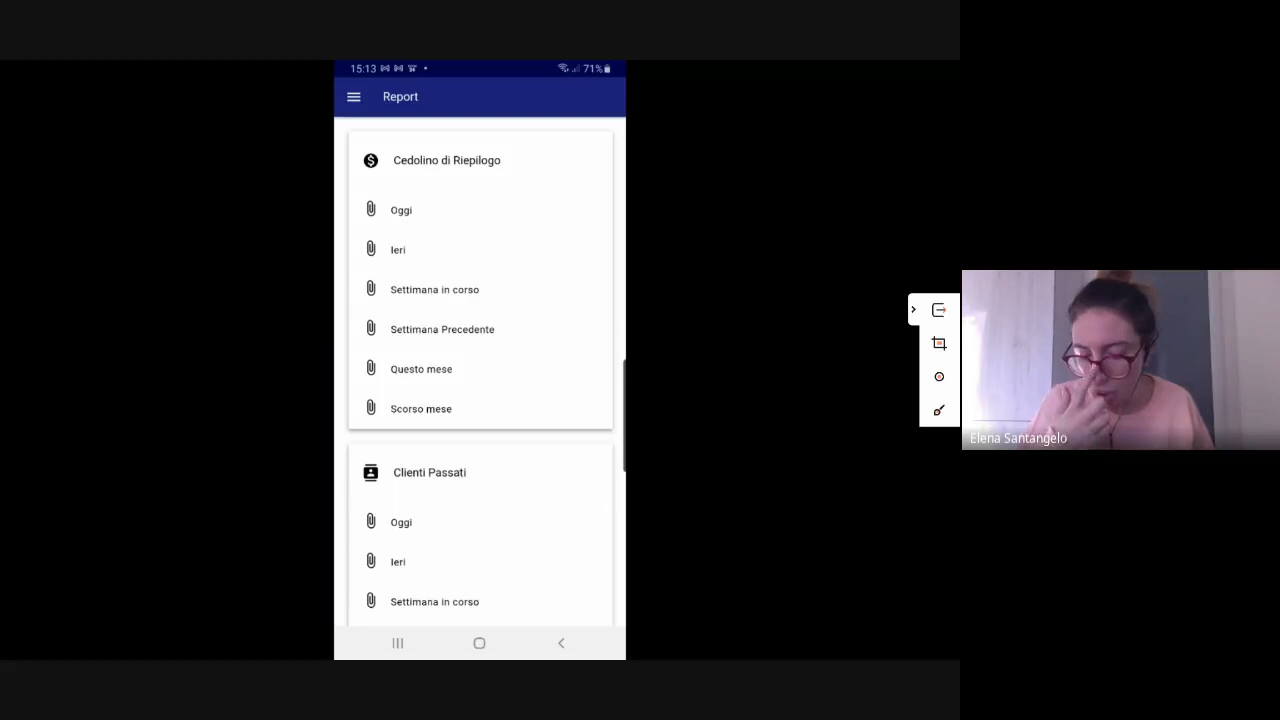 15:13
71%
Report
Cedolino di Riepilogo
Oggi
Ieri
Settimana in corso
Settimana Precedente
Questo mese
Scorso mese
Clienti Passati
Oggi
Ieri
Settimana in corso
Elena Santangelo